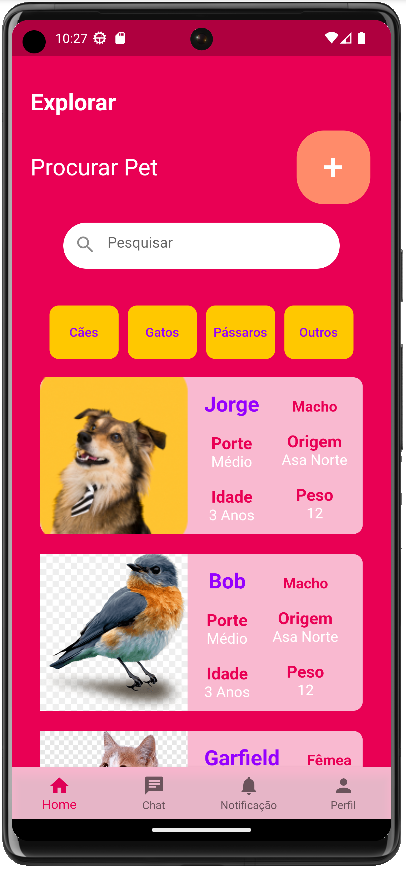 10:27
Explorar
Procurar Pet
+
Pesquisar
Cães Gatos Pássaros Outros
Jorge Macho
Porte Origem
Médio Asa Norte
Idade Peso
3 Anos 12
Bob Macho
Porte Origem
Médio Asa Norte
Idade Peso
3 Anos 12
Garfield Fêmea
Home Chat Notificação Perfil